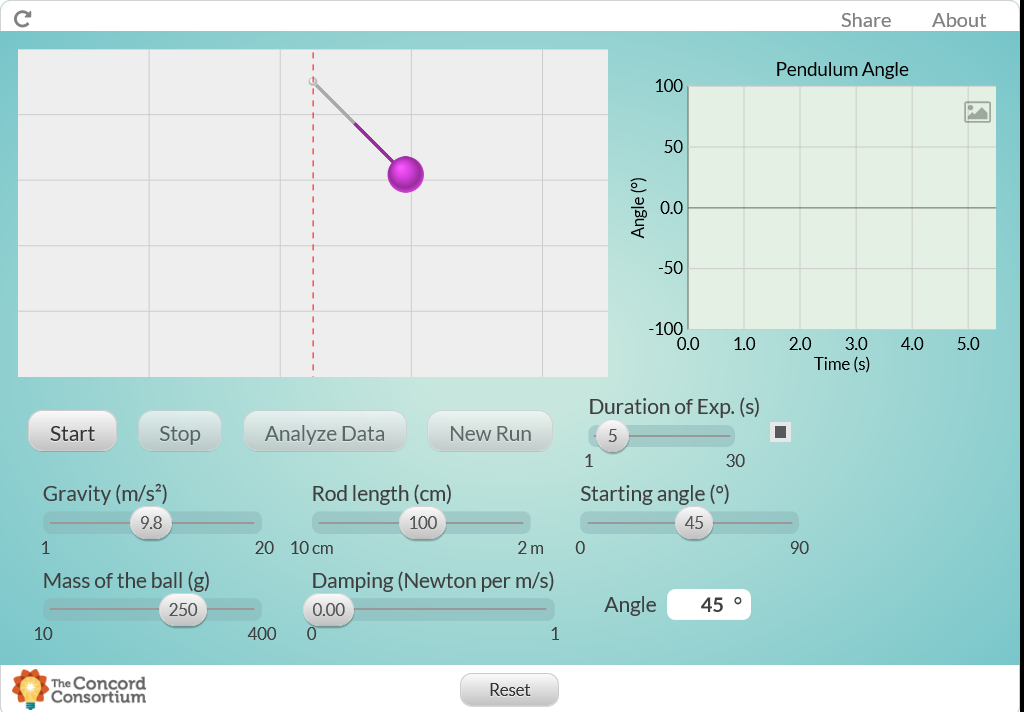 Share About
Pendulum Angle
100
50
0.0
-50
-100
Angle (º)
0.0 1.0 2.0 3.0 4.0 5.0
Time (s)
Duration of Exp. (s)
Start Stop Analyze Data New Run
5
1 30
Gravity (m/s²) Rod length (cm) Starting angle (°)
9.8 100 45
1 20 10 cm 2 m 0 90
Mass of the ball (g) Damping (Newton per m/s)
250 0.00
Angle 45 °
10 400 0 1
The Concord
Consortium
Reset